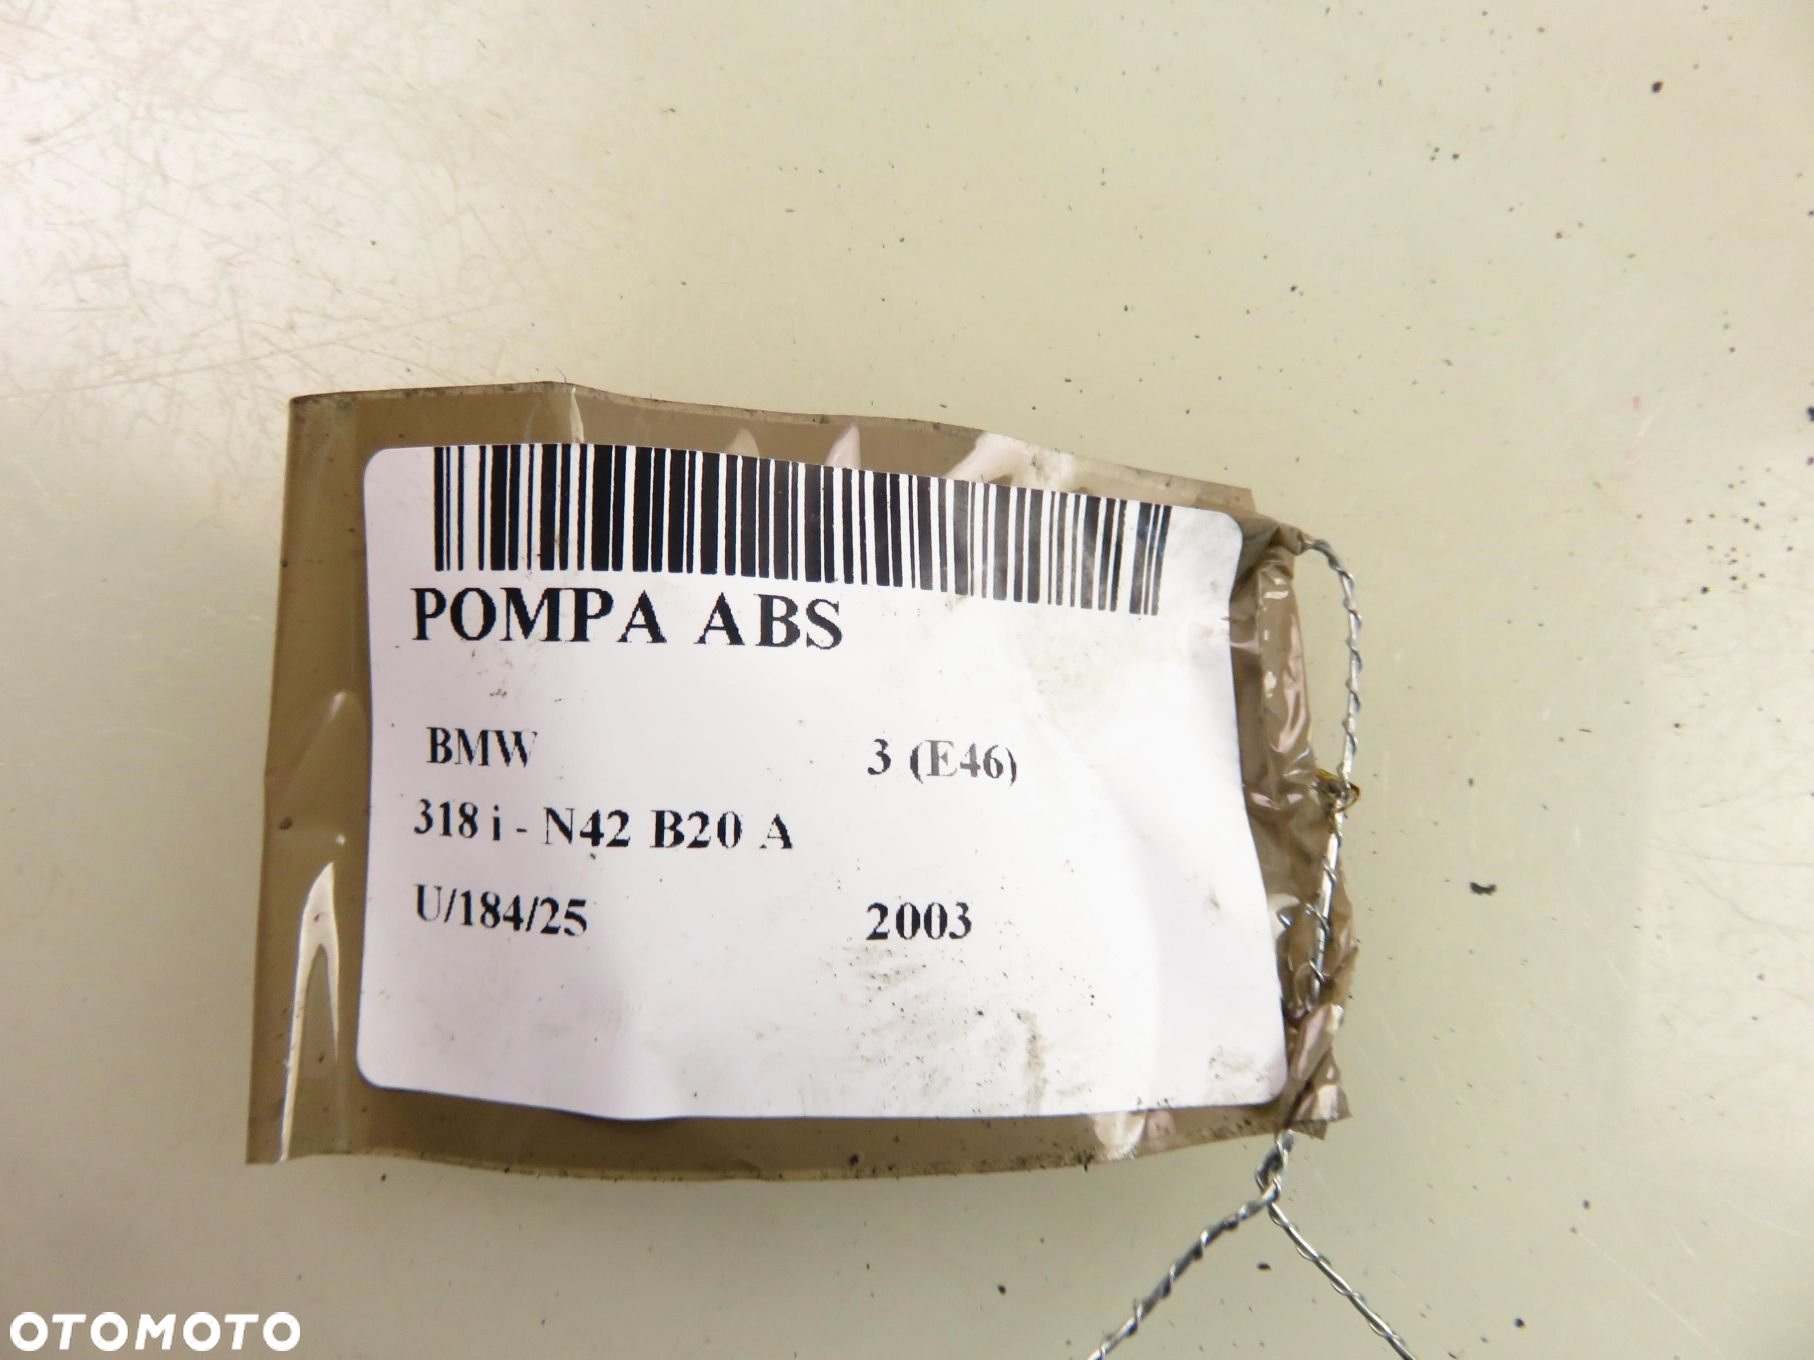 POMPA ABS
BMW 3 (E46)
318 i - N42 B20 A
U/184/25 2003
OTOMOTO